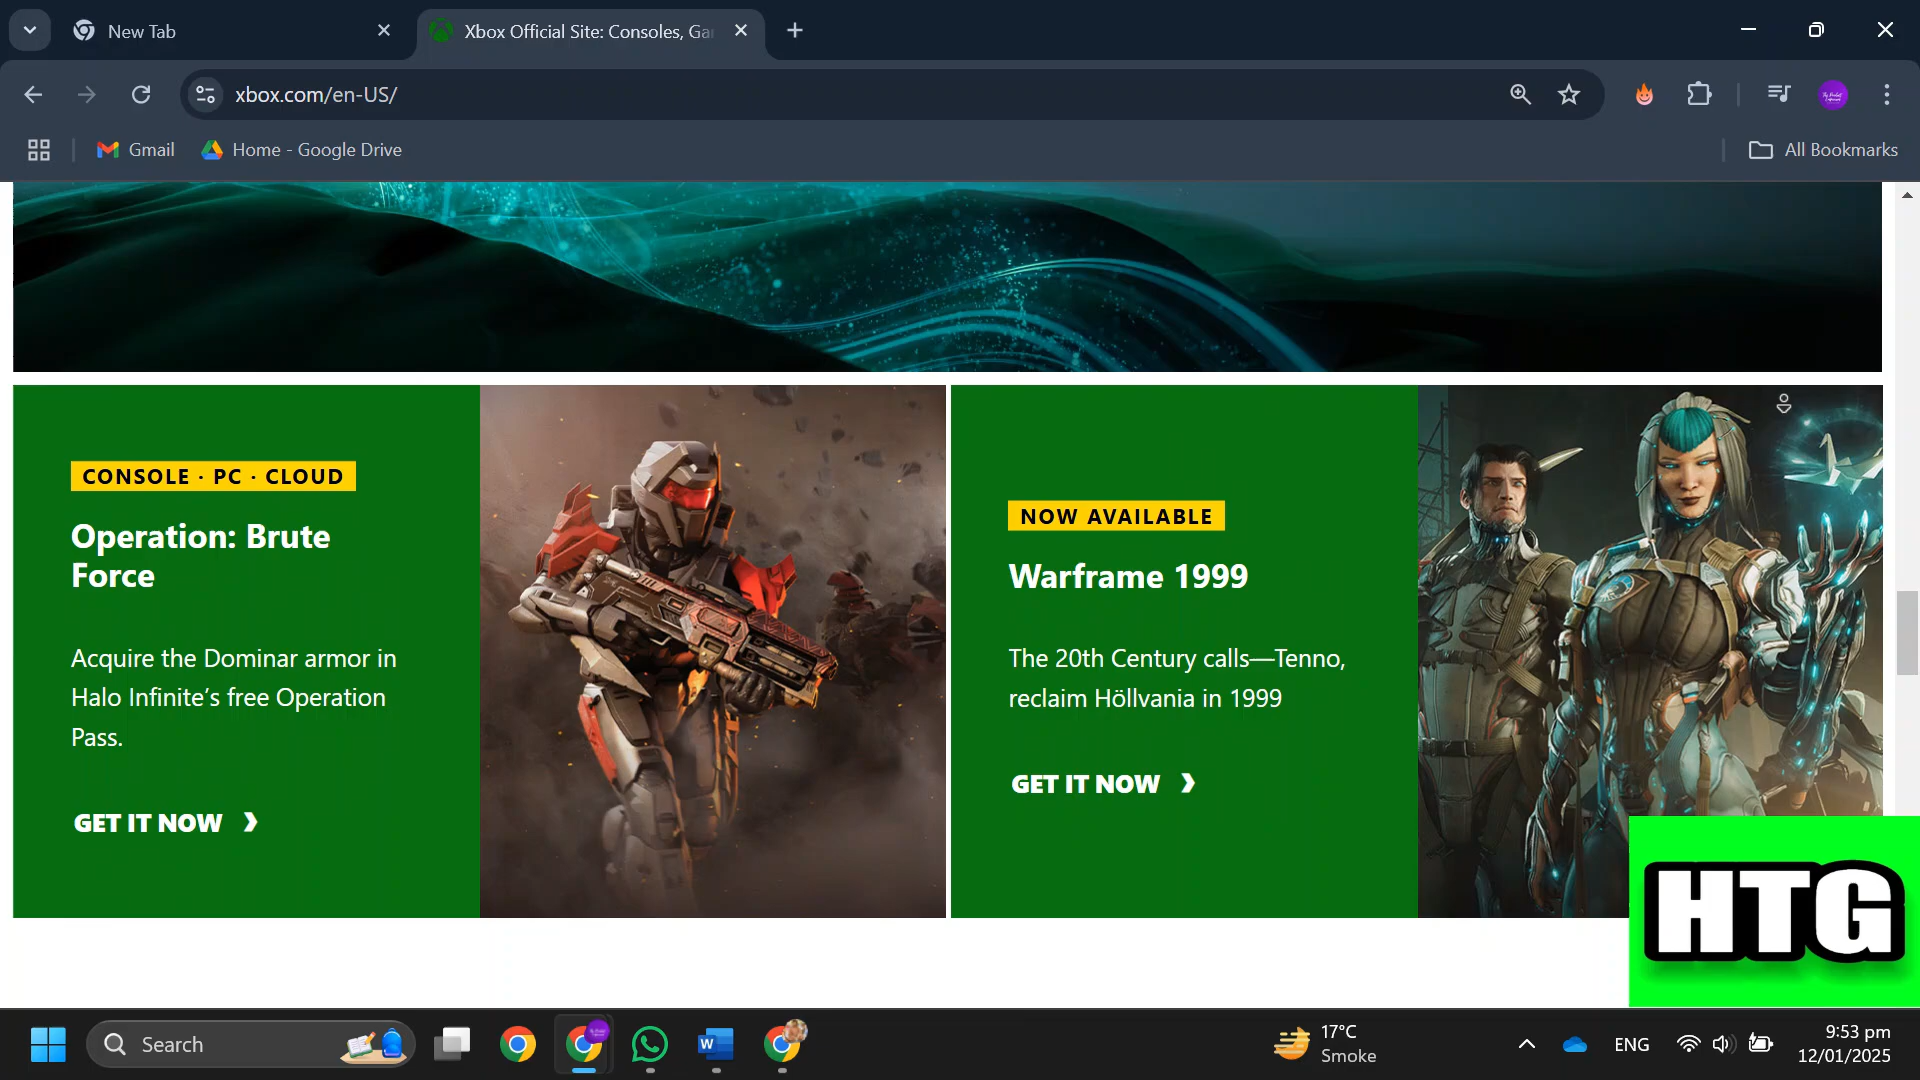 New Tab
Xbox Official Site: Consoles, Ga
xbox.com/en-US/
Gmail
Home - Google Drive
All Bookmarks
CONSOLE · PC · CLOUD
Operation: Brute
Force
Acquire the Dominar armor in
Halo Infinite’s free Operation
Pass.
GET IT NOW
NOW AVAILABLE
Warframe 1999
The 20th Century calls—Tenno,
reclaim Höllvania in 1999
GET IT NOW
HTG
Search
W
17°C
Smoke
ENG
9:53 pm
12/01/2025